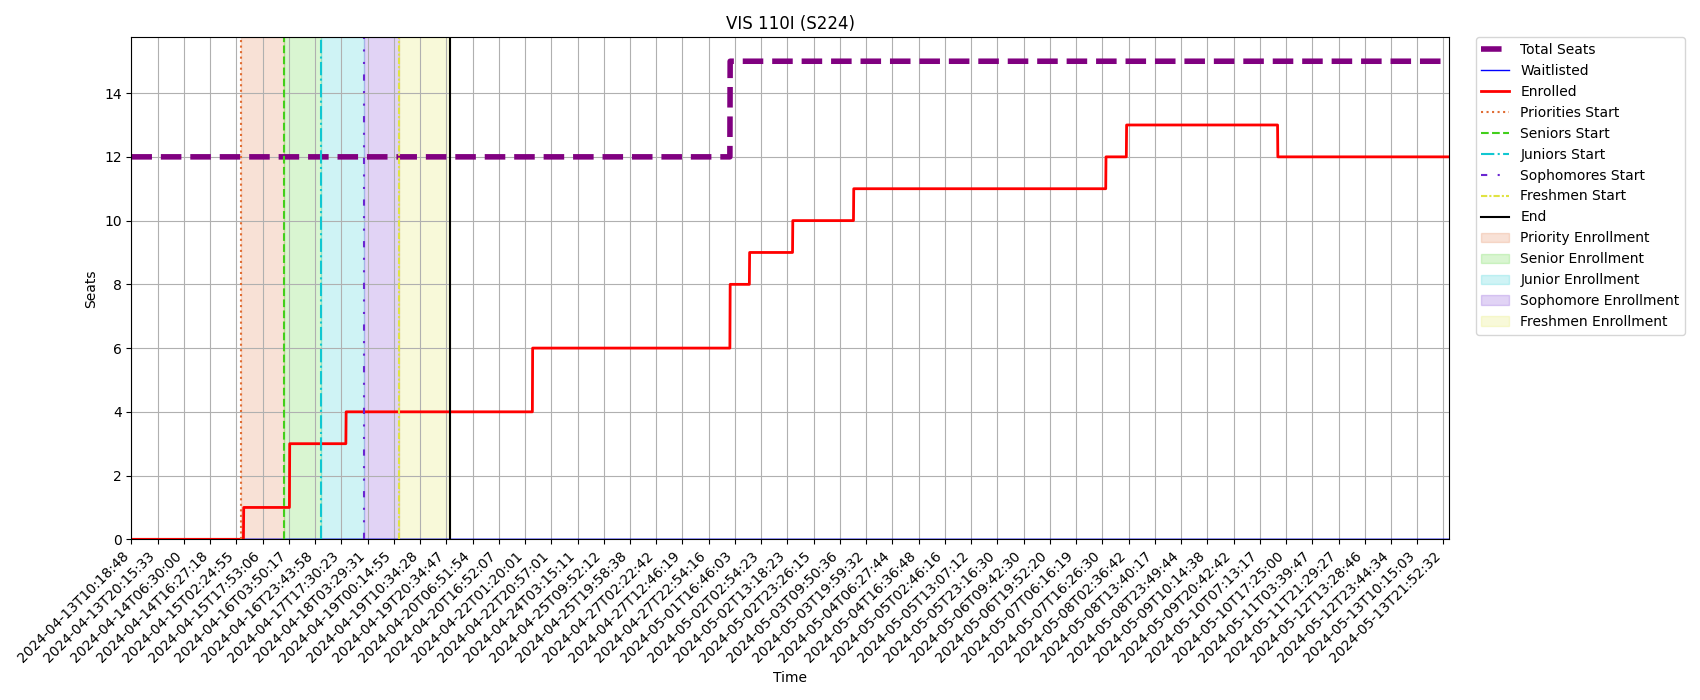 VIS 110I (S224)
Seats
14
12
10
8
6
4
2
0
2024-04-13T10:18:48
2024-04-13T20:15:33
2024-04-14T06:30:00
2024-04-14T16:27:18
2024-04-15T02:24:55
2024-04-15T17:53:06
2024-04-16T03:50:17
2024-04-16T23:43:58
2024-04-17T17:30:23
2024-04-18T03:29:31
2024-04-19T00:14:55
2024-04-19T10:34:28
2024-04-19T20:34:47
2024-04-20T06:51:54
2024-04-20T16:52:07
2024-04-22T01:20:01
2024-04-22T20:57:01
2024-04-24T03:15:11
2024-04-25T09:52:12
2024-04-25T19:58:38
2024-04-27T02:22:42
2024-04-27T12:46:19
2024-04-27T22:54:16
2024-05-01T16:46:03
2024-05-02T02:54:23
2024-05-02T13:18:23
2024-05-02T23:26:15
2024-05-03T09:50:36
2024-05-03T19:59:32
2024-05-04T06:27:44
2024-05-04T16:36:48
2024-05-05T02:46:16
2024-05-05T13:07:12
2024-05-05T23:16:30
2024-05-06T09:42:30
2024-05-06T19:52:20
2024-05-07T06:16:19
2024-05-07T16:26:30
2024-05-08T02:36:42
2024-05-08T13:40:17
2024-05-08T23:49:44
2024-05-09T10:14:38
2024-05-09T20:42:42
2024-05-10T07:13:17
2024-05-10T17:25:00
2024-05-11T03:39:47
2024-05-11T21:29:27
2024-05-12T13:28:46
2024-05-12T23:44:34
2024-05-13T10:15:03
2024-05-13T21:52:32
Time
Total Seats
Waitlisted
Enrolled
Priorities Start
Seniors Start
Juniors Start
Sophomores Start
Freshmen Start
End
Priority Enrollment
Senior Enrollment
Junior Enrollment
Sophomore Enrollment
Freshmen Enrollment